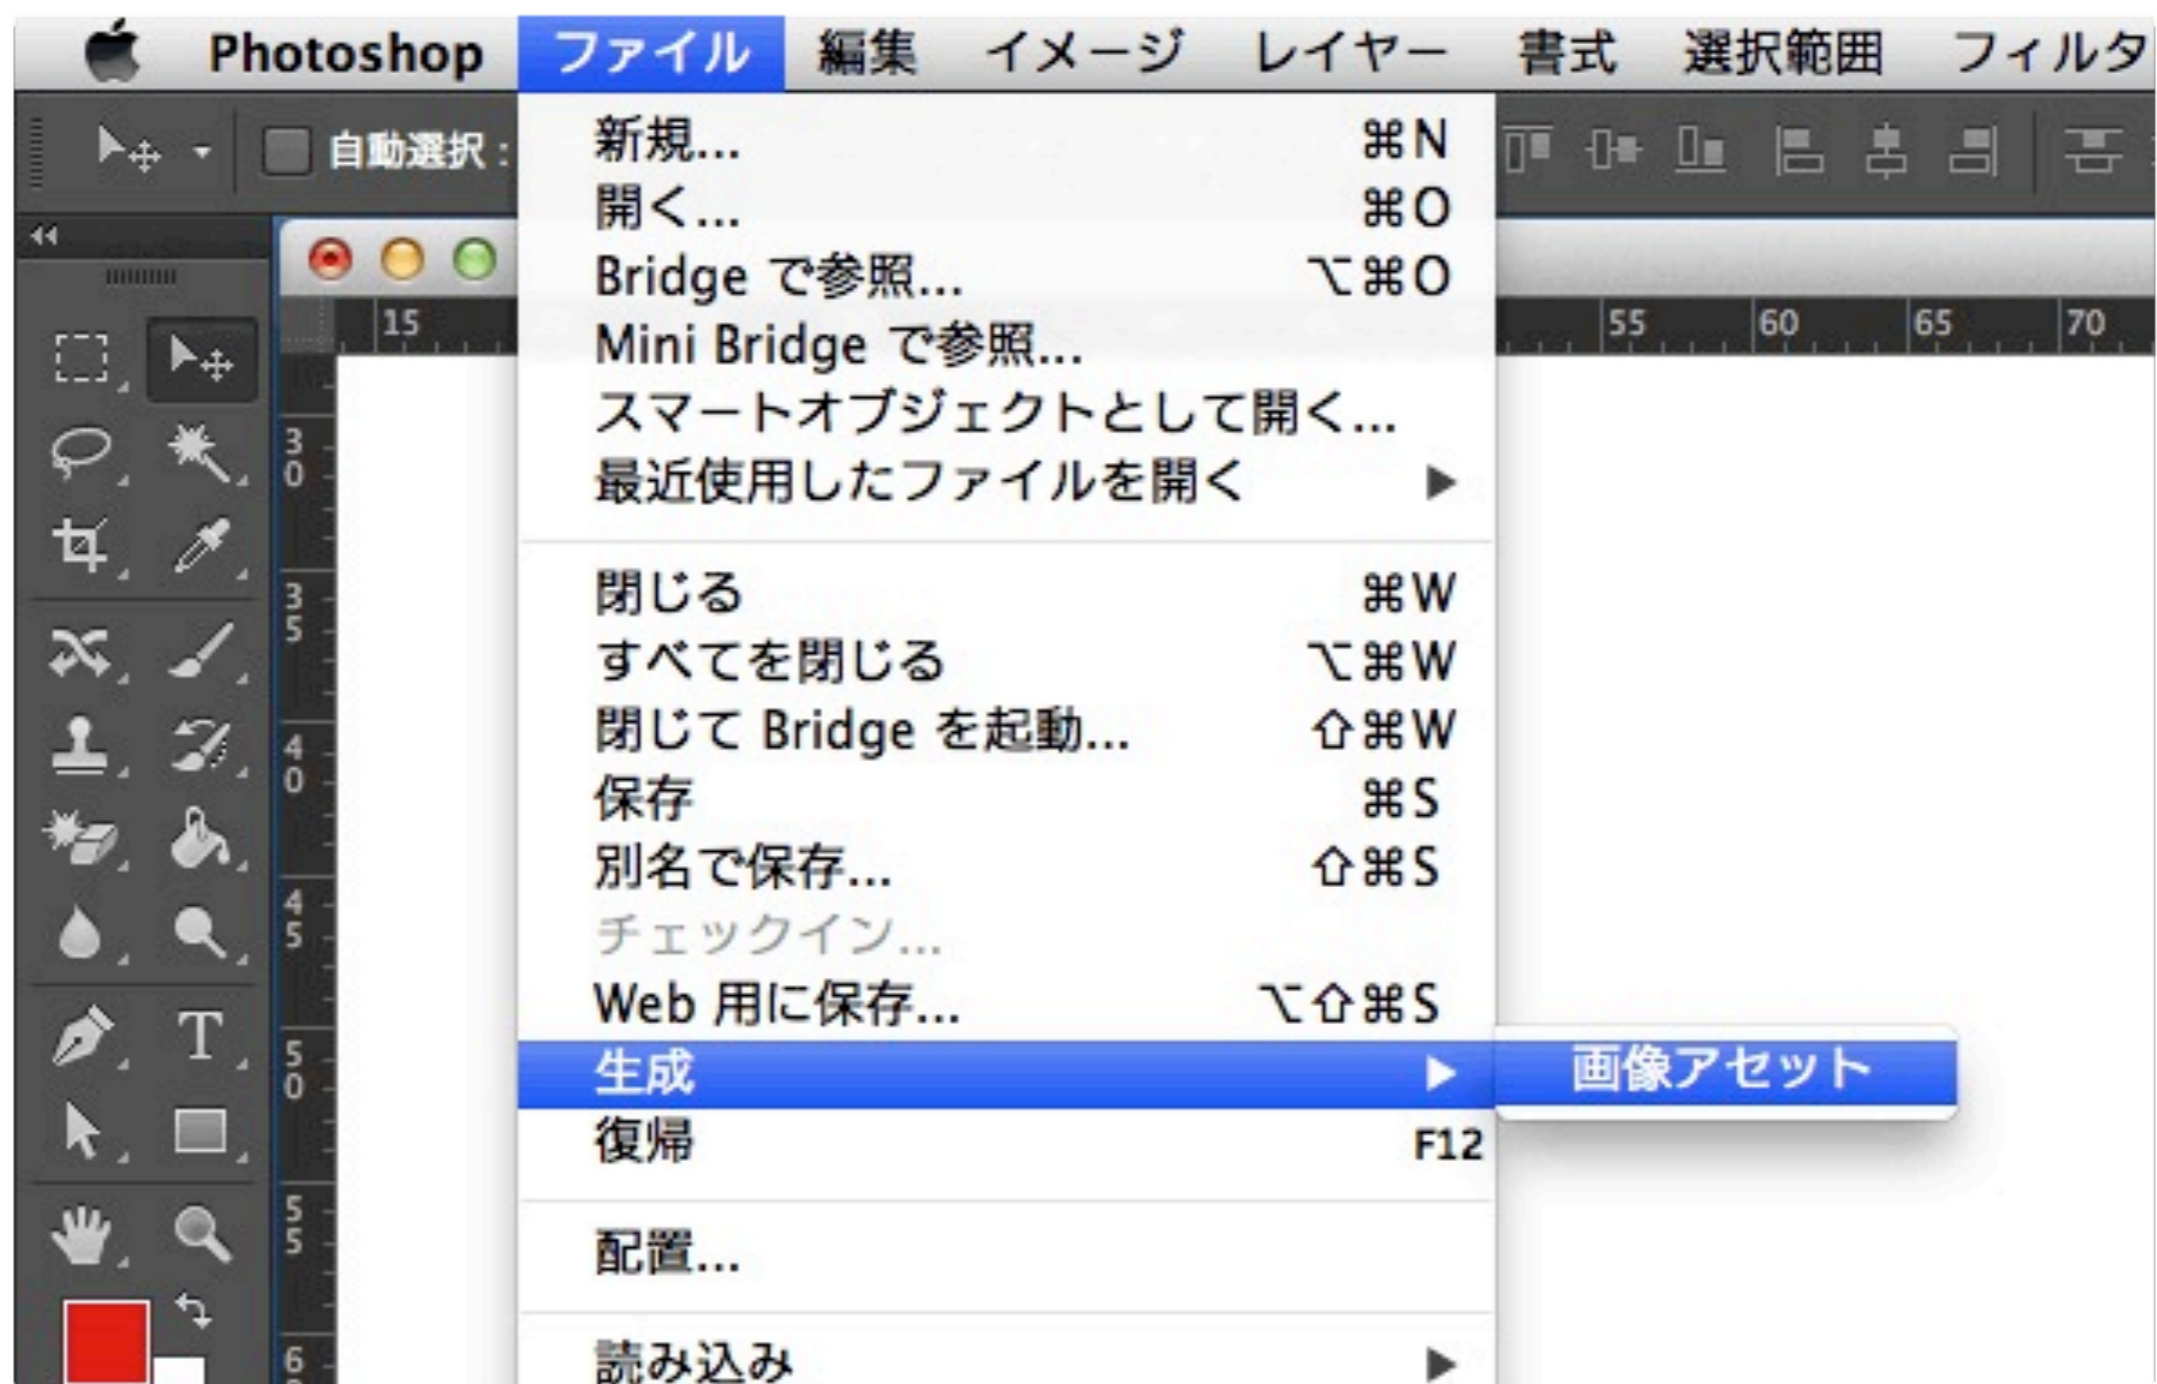 Photoshop ファイル 編集 イメージ レイヤー 書式 選択範囲 フィルタ
自動選択 :
新規... ⌘N
開く... ⌘O
Bridge で参照... ⌥⌘O
Mini Bridge で参照...
スマートオブジェクトとして開く...
最近使用したファイルを開く ▶
閉じる ⌘W
すべてを閉じる ⌥⌘W
閉じて Bridge を起動... ⇧⌘W
保存 ⌘S
別名で保存... ⇧⌘S
チェックイン...
Web 用に保存... ⌥⇧⌘S
生成 ▶ 画像アセット
復帰 F12
配置...
読み込み ▶
15 55 60 65 70
30
35
40
45
50
55
6
T